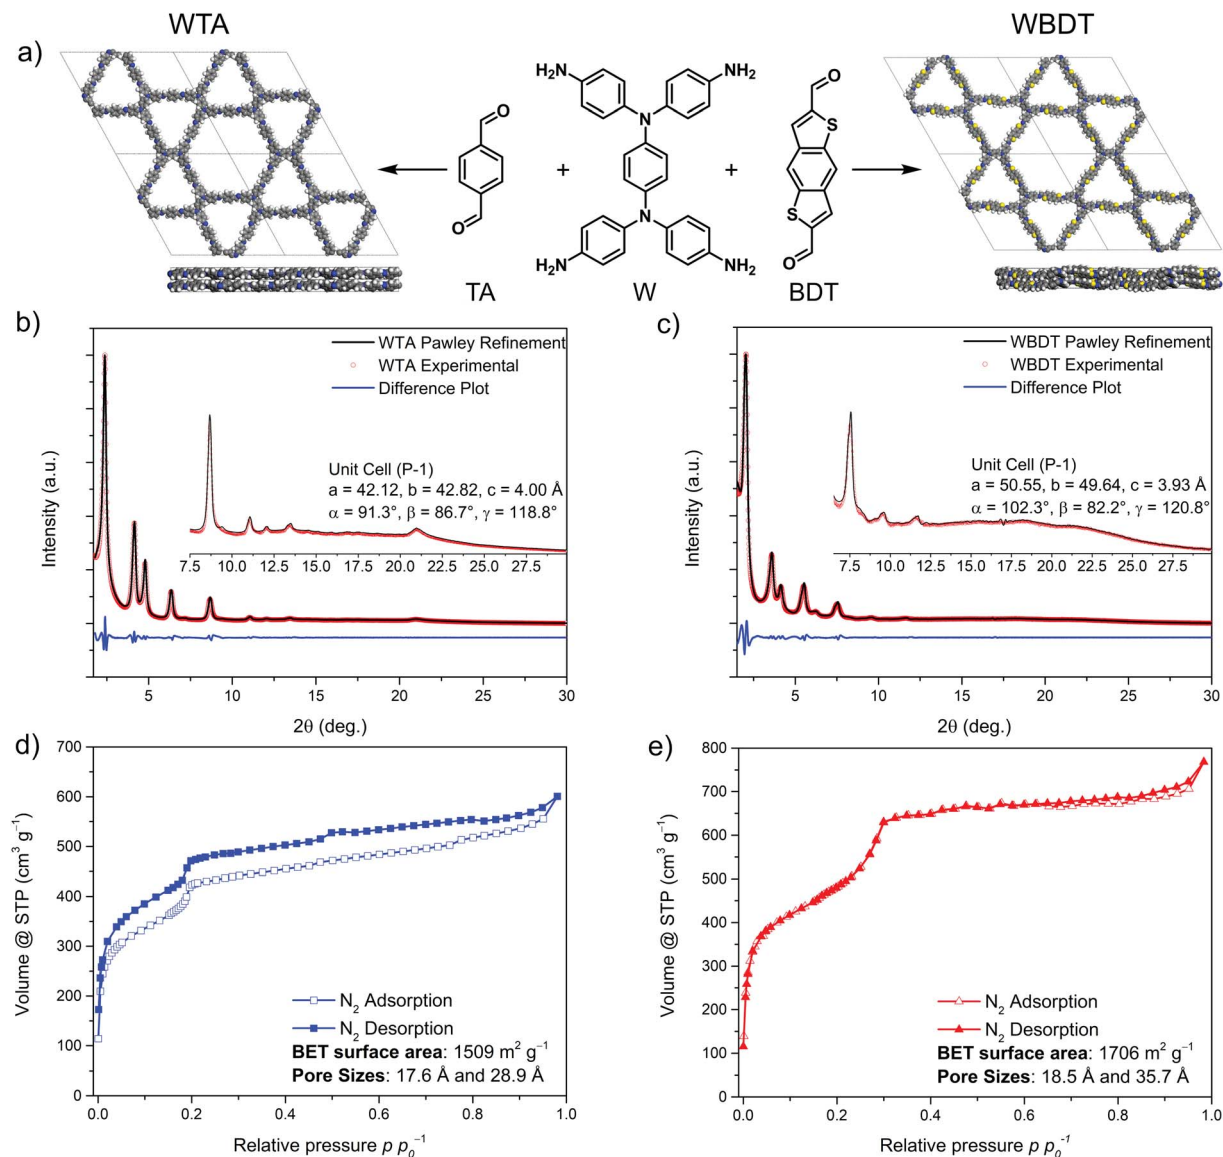 WTA
WBDT
a)
H₂N
NH₂
O
N
S
+
+
N
S
O
H₂N
NH₂
O
O
TA
W
BDT
b)
WTA Pawley Refinement
WTA Experimental
Difference Plot
Unit Cell (P-1)
a = 42.12, b = 42.82, c = 4.00 Å
α = 91.3°, β = 86.7°, γ = 118.8°
7.5 10.0 12.5 15.0 17.5 20.0 22.5 25.0 27.5
Intensity (a.u.)
5 10 15 20 25 30
2θ (deg.)
c)
WBDT Pawley Refinement
WBDT Experimental
Difference Plot
Unit Cell (P-1)
a = 50.55, b = 49.64, c = 3.93 Å
α = 102.3°, β = 82.2°, γ = 120.8°
7.5 10.0 12.5 15.0 17.5 20.0 22.5 25.0 27.5
Intensity (a.u.)
5 10 15 20 25 30
2θ (deg.)
d)
700
600
500
400
300
200
100
0
Volume @ STP (cm³ g⁻¹)
N₂ Adsorption
N₂ Desorption
BET surface area: 1509 m² g⁻¹
Pore Sizes: 17.6 Å and 28.9 Å
0.0 0.2 0.4 0.6 0.8 1.0
Relative pressure p p₀⁻¹
e)
800
700
600
500
400
300
200
100
0
Volume @ STP (cm³ g⁻¹)
N₂ Adsorption
N₂ Desorption
BET surface area: 1706 m² g⁻¹
Pore Sizes: 18.5 Å and 35.7 Å
0.0 0.2 0.4 0.6 0.8 1.0
Relative pressure p p₀⁻¹